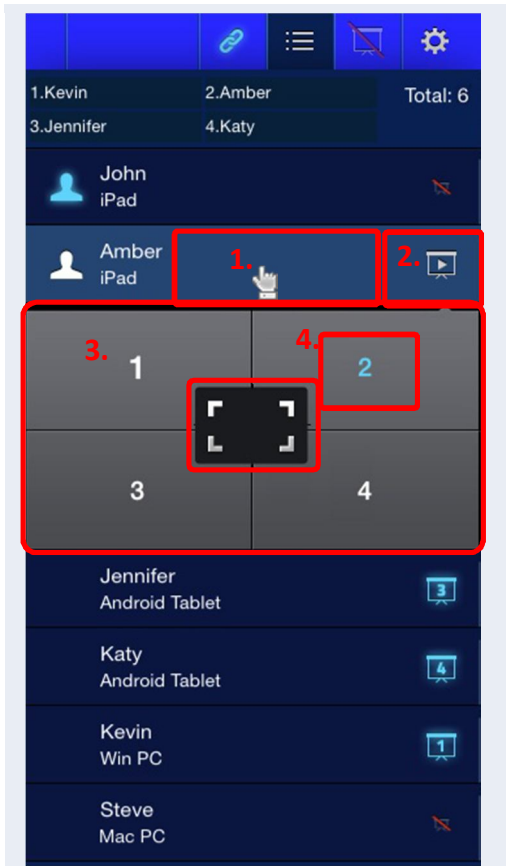 1.Kevin 2.Amber Total: 6
3.Jennifer 4.Katy
John
iPad
Amber
iPad
1. 2.
3. 4.
1 2
3 4
Jennifer
Android Tablet
3
Katy
Android Tablet
4
Kevin
Win PC
1
Steve
Mac PC